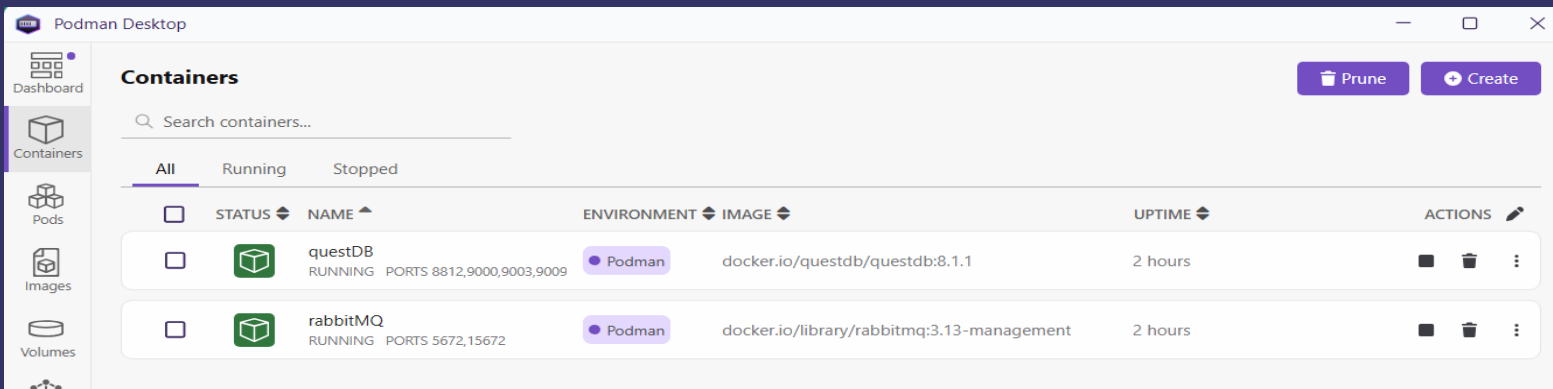 Podman Desktop
Dashboard
Containers
Pods
Images
Volumes
Containers
Prune
Create
Search containers...
All Running Stopped
STATUS NAME ENVIRONMENT IMAGE UPTIME ACTIONS
questDB
RUNNING PORTS 8812,9000,9003,9009 Podman docker.io/questdb/questdb:8.1.1 2 hours
rabbitMQ
RUNNING PORTS 5672,15672 Podman docker.io/library/rabbitmq:3.13-management 2 hours